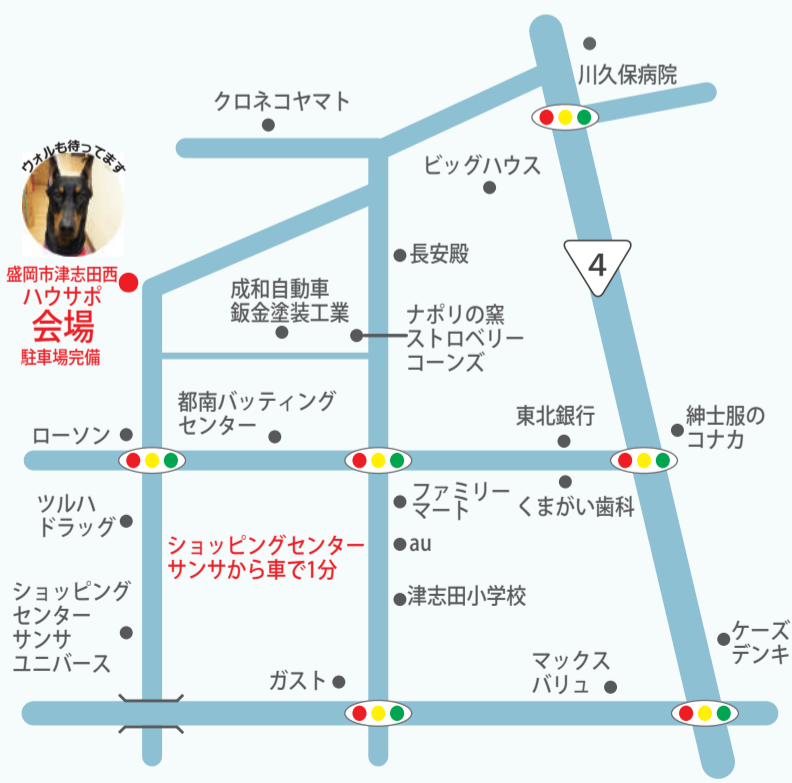 川久保病院
クロネコヤマト
ウォルも待ってます
ビッグハウス
4
長安殿
盛岡市津志田西
ハウサポ
会場
駐車場完備
成和自動車
鈑金塗装工業
ナポリの窯
ストロベリー
コーンズ
都南バッティング
センター
東北銀行
紳士服の
コナカ
ローソン
ファミリー
マート
くまがい歯科
ツルハ
ドラッグ
ショッピングセンター
サンサから車で1分
au
津志田小学校
ショッピング
センター
サンサ
ユニバース
ケーズ
デンキ
ガスト
マックス
バリュ